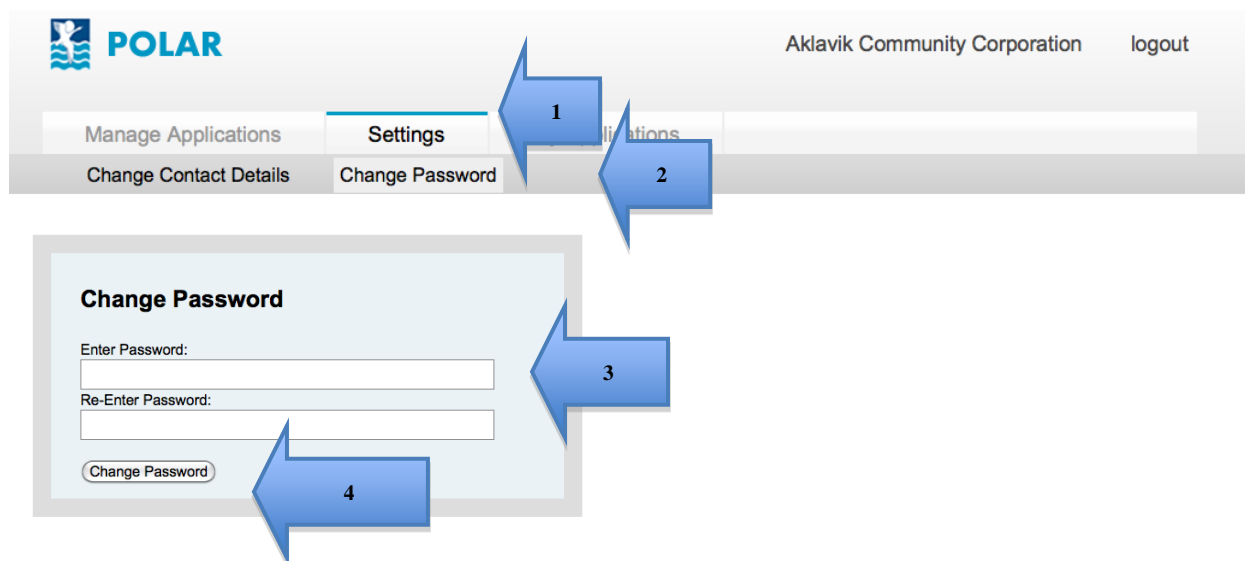 POLAR
Aklavik Community Corporation logout
1
Manage Applications Settings
2
Change Contact Details Change Password
Change Password
Enter Password:
3
Re-Enter Password:
Change Password
4